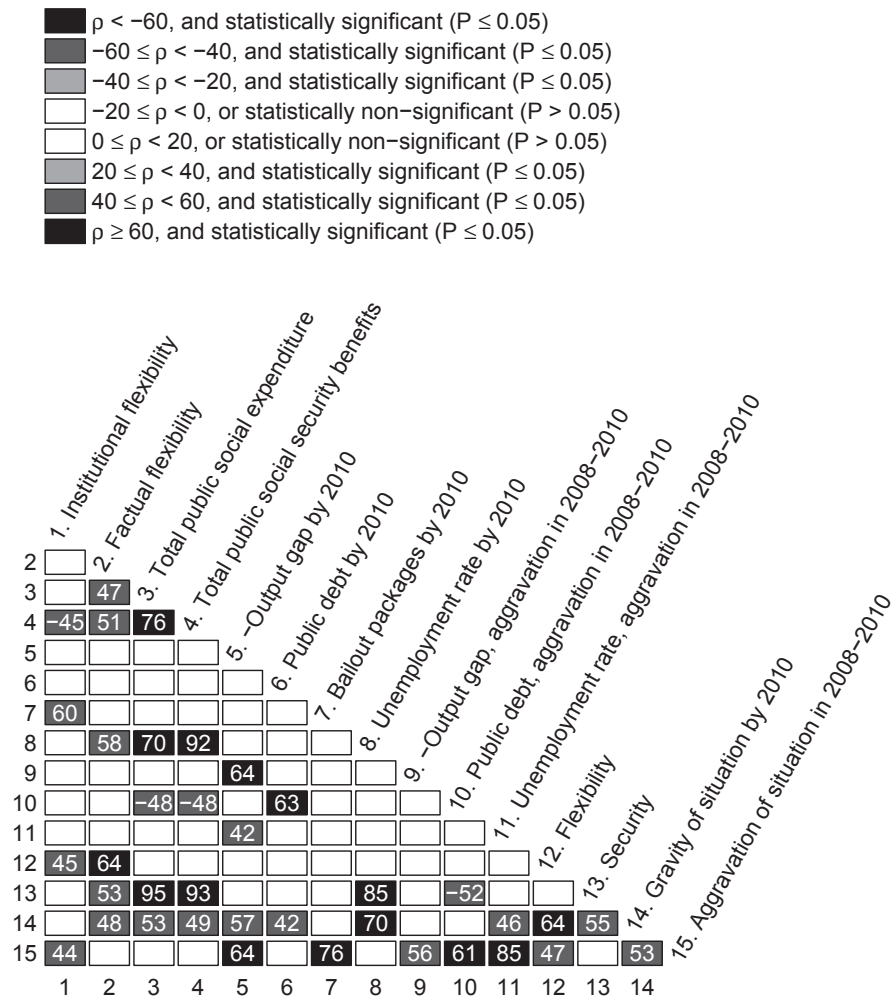 ρ < −60, and statistically significant (P ≤ 0.05)
−60 ≤ ρ < −40, and statistically significant (P ≤ 0.05)
−40 ≤ ρ < −20, and statistically significant (P ≤ 0.05)
−20 ≤ ρ < 0, or statistically non−significant (P > 0.05)
0 ≤ ρ < 20, or statistically non−significant (P > 0.05)
20 ≤ ρ < 40, and statistically significant (P ≤ 0.05)
40 ≤ ρ < 60, and statistically significant (P ≤ 0.05)
ρ ≥ 60, and statistically significant (P ≤ 0.05)
1. Institutional flexibility
2. Factual flexibility
3. Total public social expenditure
4. Total public social security benefits
5. −Output gap by 2010
6. Public debt by 2010
7. Bailout packages by 2010
8. Unemployment rate by 2010
9. −Output gap, aggravation in 2008−2010
10. Public debt, aggravation in 2008−2010
11. Unemployment rate, aggravation in 2008−2010
12. Flexibility
13. Security
14. Gravity of situation by 2010
15. Aggravation of situation in 2008−2010
2
3 47
4 −45 51 76
5
6
7 60
8 58 70 92
9 64
10 −48 −48 63
11 42
12 45 64
13 53 95 93 85 −52
14 48 53 49 57 42 70 46 64 55
15 44 64 76 56 61 85 47 53
1 2 3 4 5 6 7 8 9 10 11 12 13 14